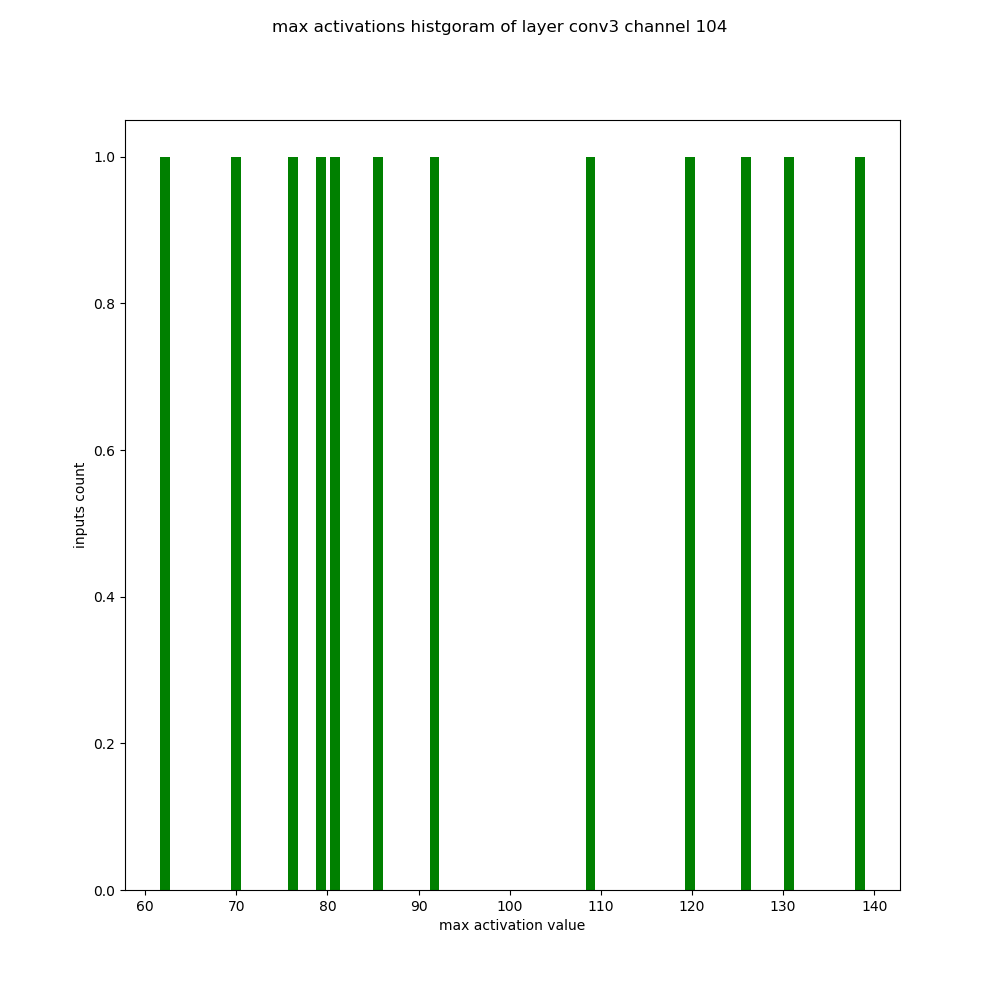 max activations histgoram of layer conv3 channel 104
1.0
0.8
0.6
0.4
0.2
0.0
inputs count
60 70 80 90 100 110 120 130 140
max activation value